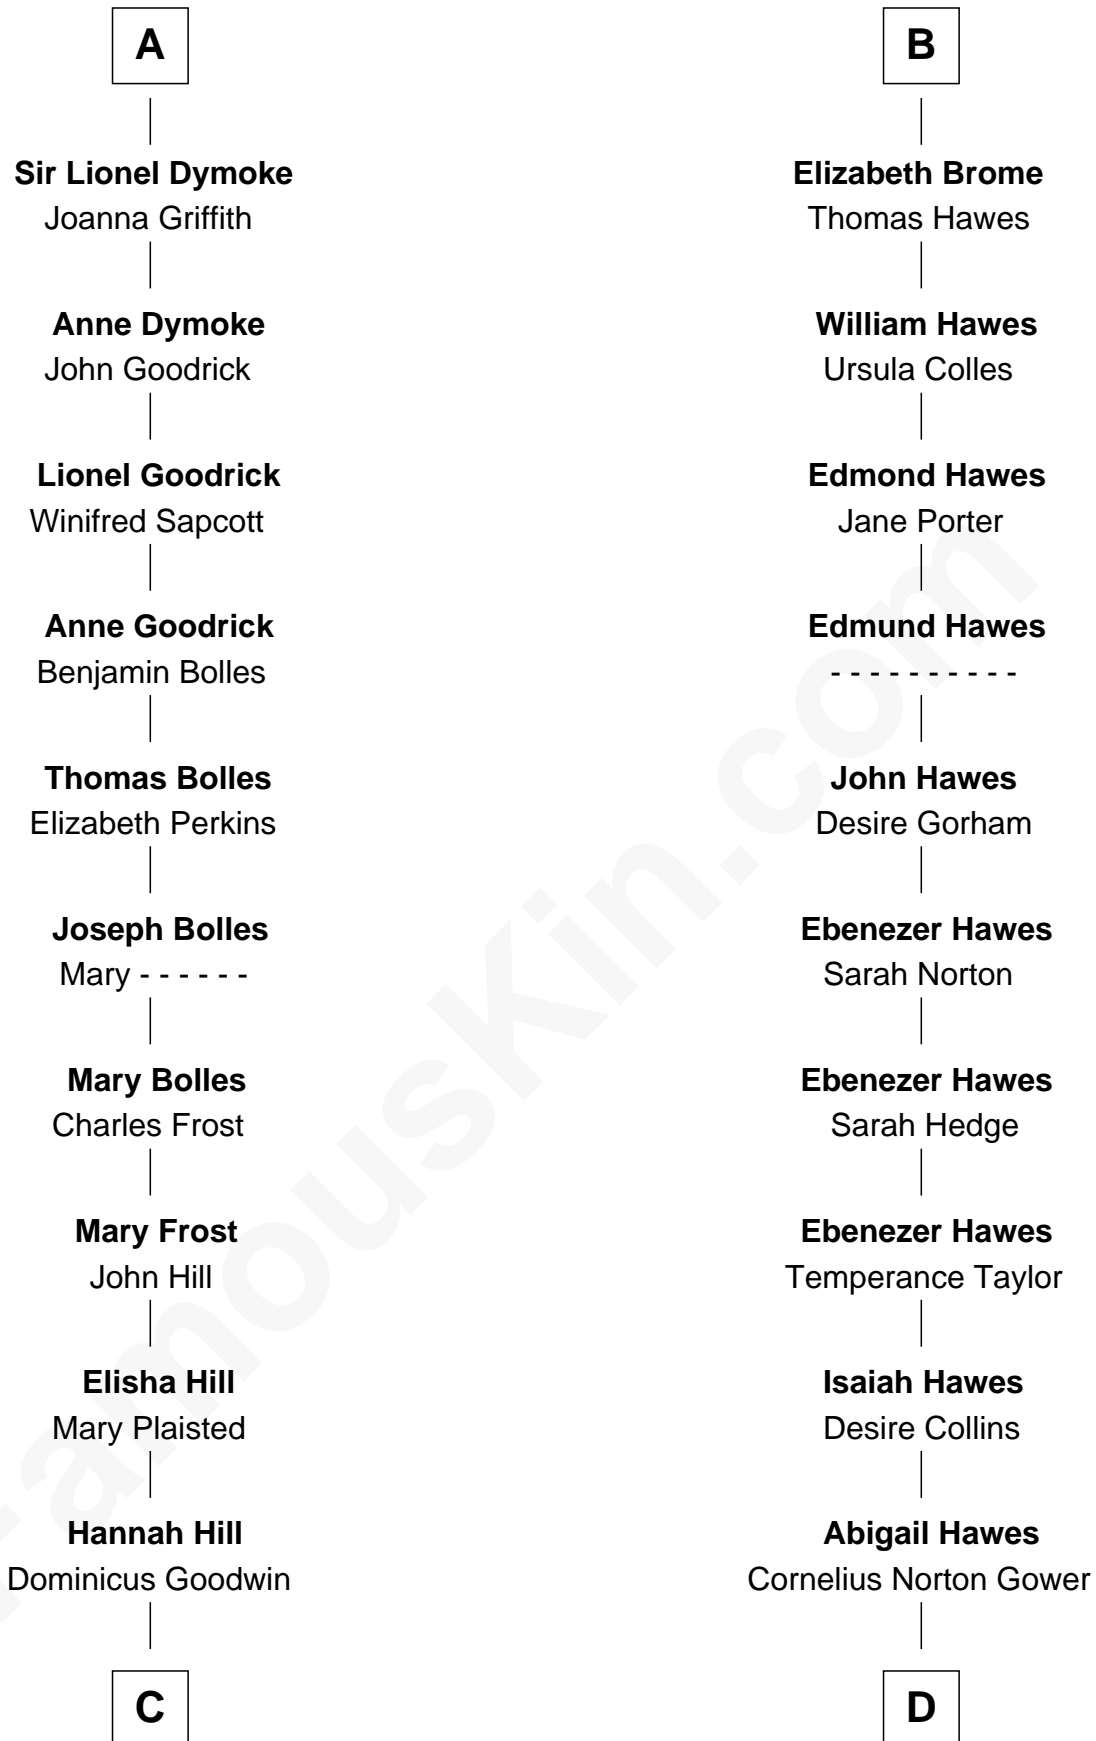 A
Sir Lionel Dymoke
Joanna Griffith
Anne Dymoke
John Goodrick
Lionel Goodrick
Winifred Sapcott
Anne Goodrick
Benjamin Bolles
Thomas Bolles
Elizabeth Perkins
Joseph Bolles
Mary - - - - - -
Mary Bolles
Charles Frost
Mary Frost
John Hill
Elisha Hill
Mary Plaisted
Hannah Hill
Dominicus Goodwin
C
B
Elizabeth Brome
Thomas Hawes
William Hawes
Ursula Colles
Edmond Hawes
Jane Porter
Edmund Hawes
- - - - - - - - - -
John Hawes
Desire Gorham
Ebenezer Hawes
Sarah Norton
Ebenezer Hawes
Sarah Hedge
Ebenezer Hawes
Temperance Taylor
Isaiah Hawes
Desire Collins
Abigail Hawes
Cornelius Norton Gower
D
FamousKin.com